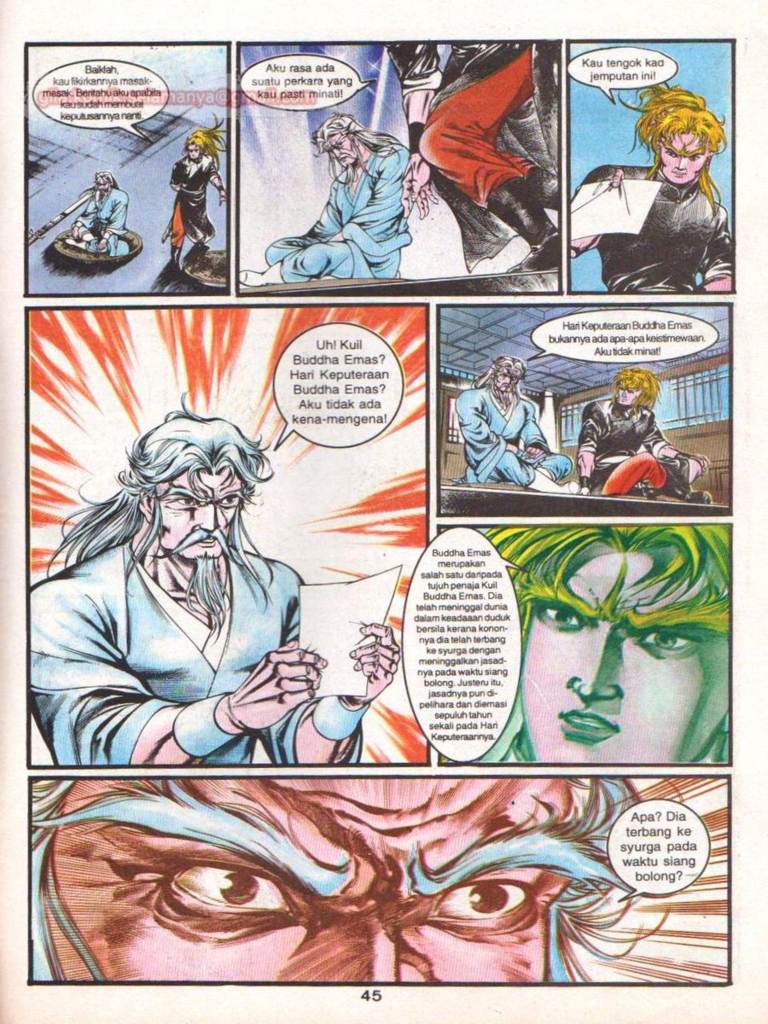 Baiklah,
kau fikirkannya masak-
masak. Beritahu aku apabila
kau sudah membuat
keputusannya nanti.
Aku rasa ada
suatu perkara yang
kau pasti minati!
Kau tengok kad
jemputan ini!
Uh! Kuil
Buddha Emas?
Hari Keputeraan
Buddha Emas?
Aku tidak ada
kena-mengena!
Hari Keputeraan Buddha Emas
bukannya ada apa-apa keistimewaan.
Aku tidak minat!
Buddha Emas
merupakan
salah satu daripada
tujuh penaja Kuil
Buddha Emas. Dia
telah meninggal dunia
dalam keadaaan duduk
bersila kerana konon-
nya dia telah terbang
ke syurga dengan
meninggalkan jasad-
nya pada waktu siang
bolong. Justeru itu,
jasadnya pun di-
pelihara dan diemasi
sepuluh tahun
sekali pada Hari
Keputeraannya.
Apa? Dia
terbang ke
syurga pada
waktu siang
bolong?
45